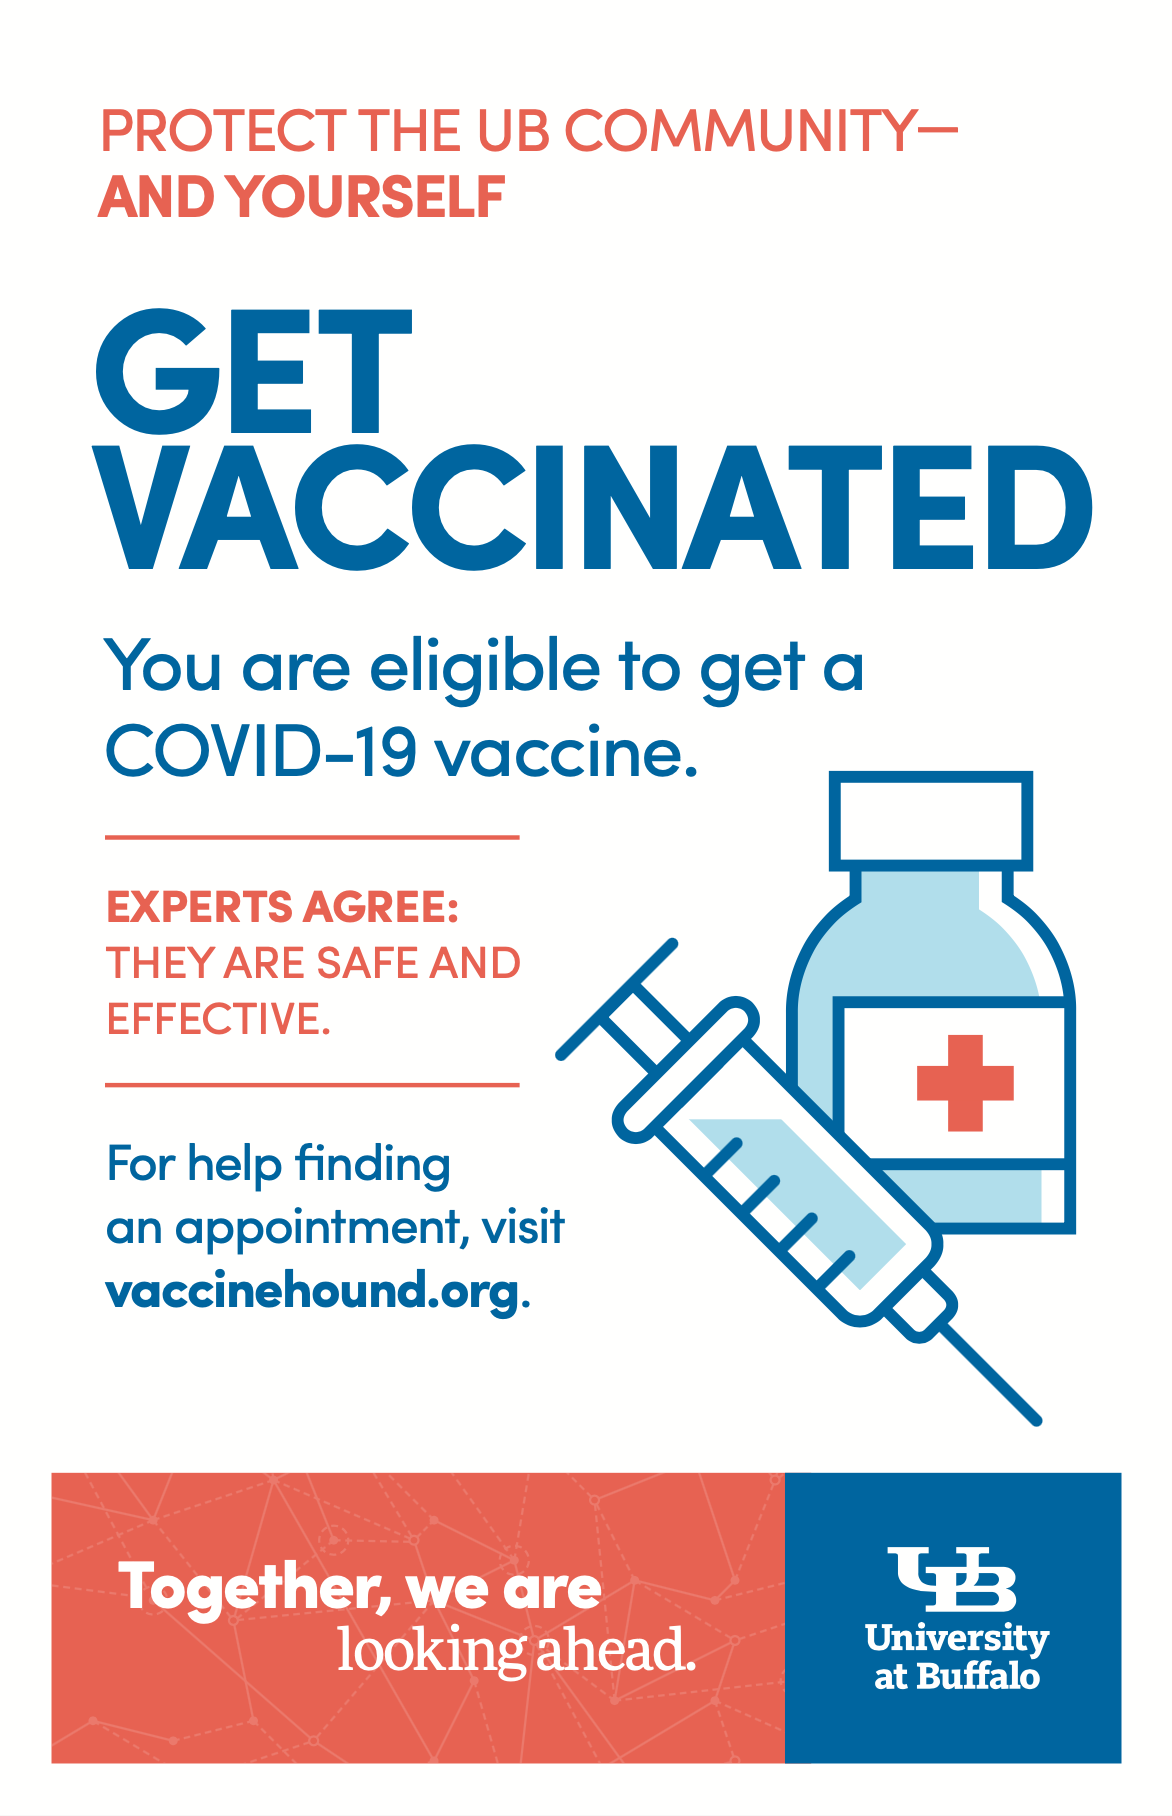 PROTECT THE UB COMMUNITY—
AND YOURSELF
GET
VACCINATED
You are eligible to get a
COVID-19 vaccine.
EXPERTS AGREE:
THEY ARE SAFE AND
EFFECTIVE.
For help finding
an appointment, visit
vaccinehound.org.
Together, we are
looking ahead.
UB
University
at Buffalo